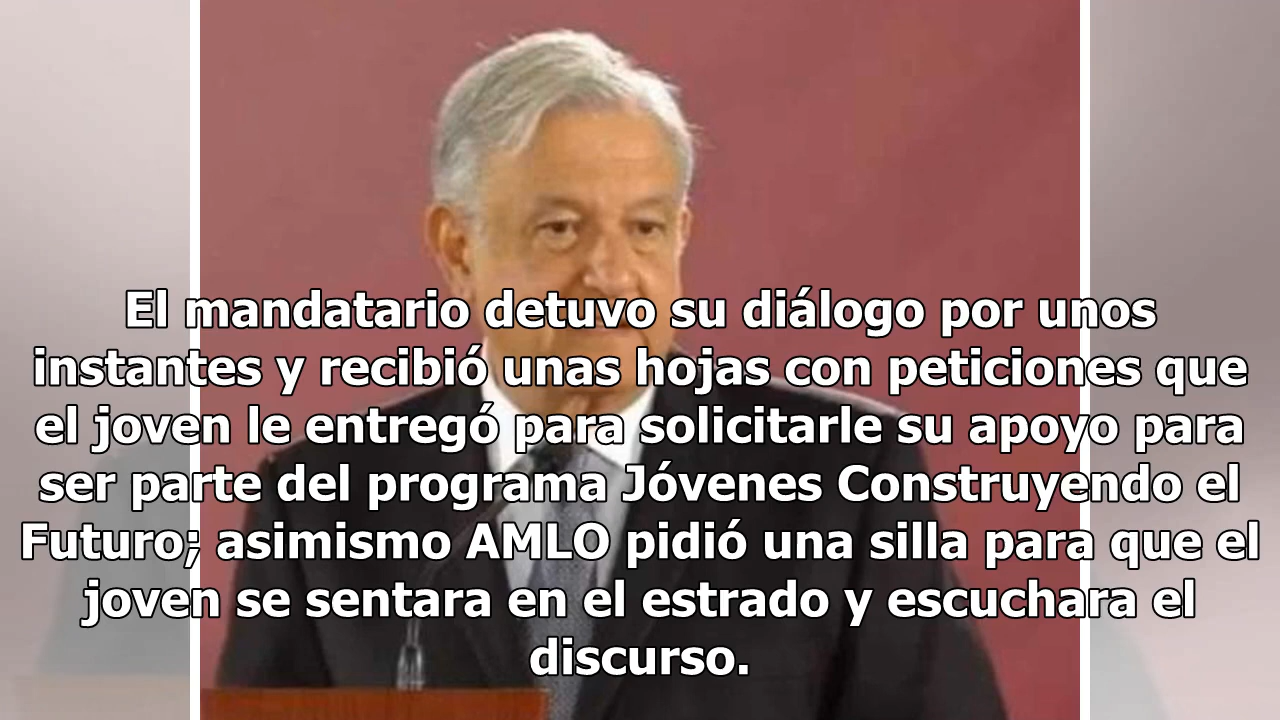 El mandatario detuvo su diálogo por unos
instantes y recibió unas hojas con peticiones que
el joven le entregó para solicitarle su apoyo para
ser parte del programa Jóvenes Construyendo el
Futuro; asimismo AMLO pidió una silla para que el
joven se sentara en el estrado y escuchara el
discurso.